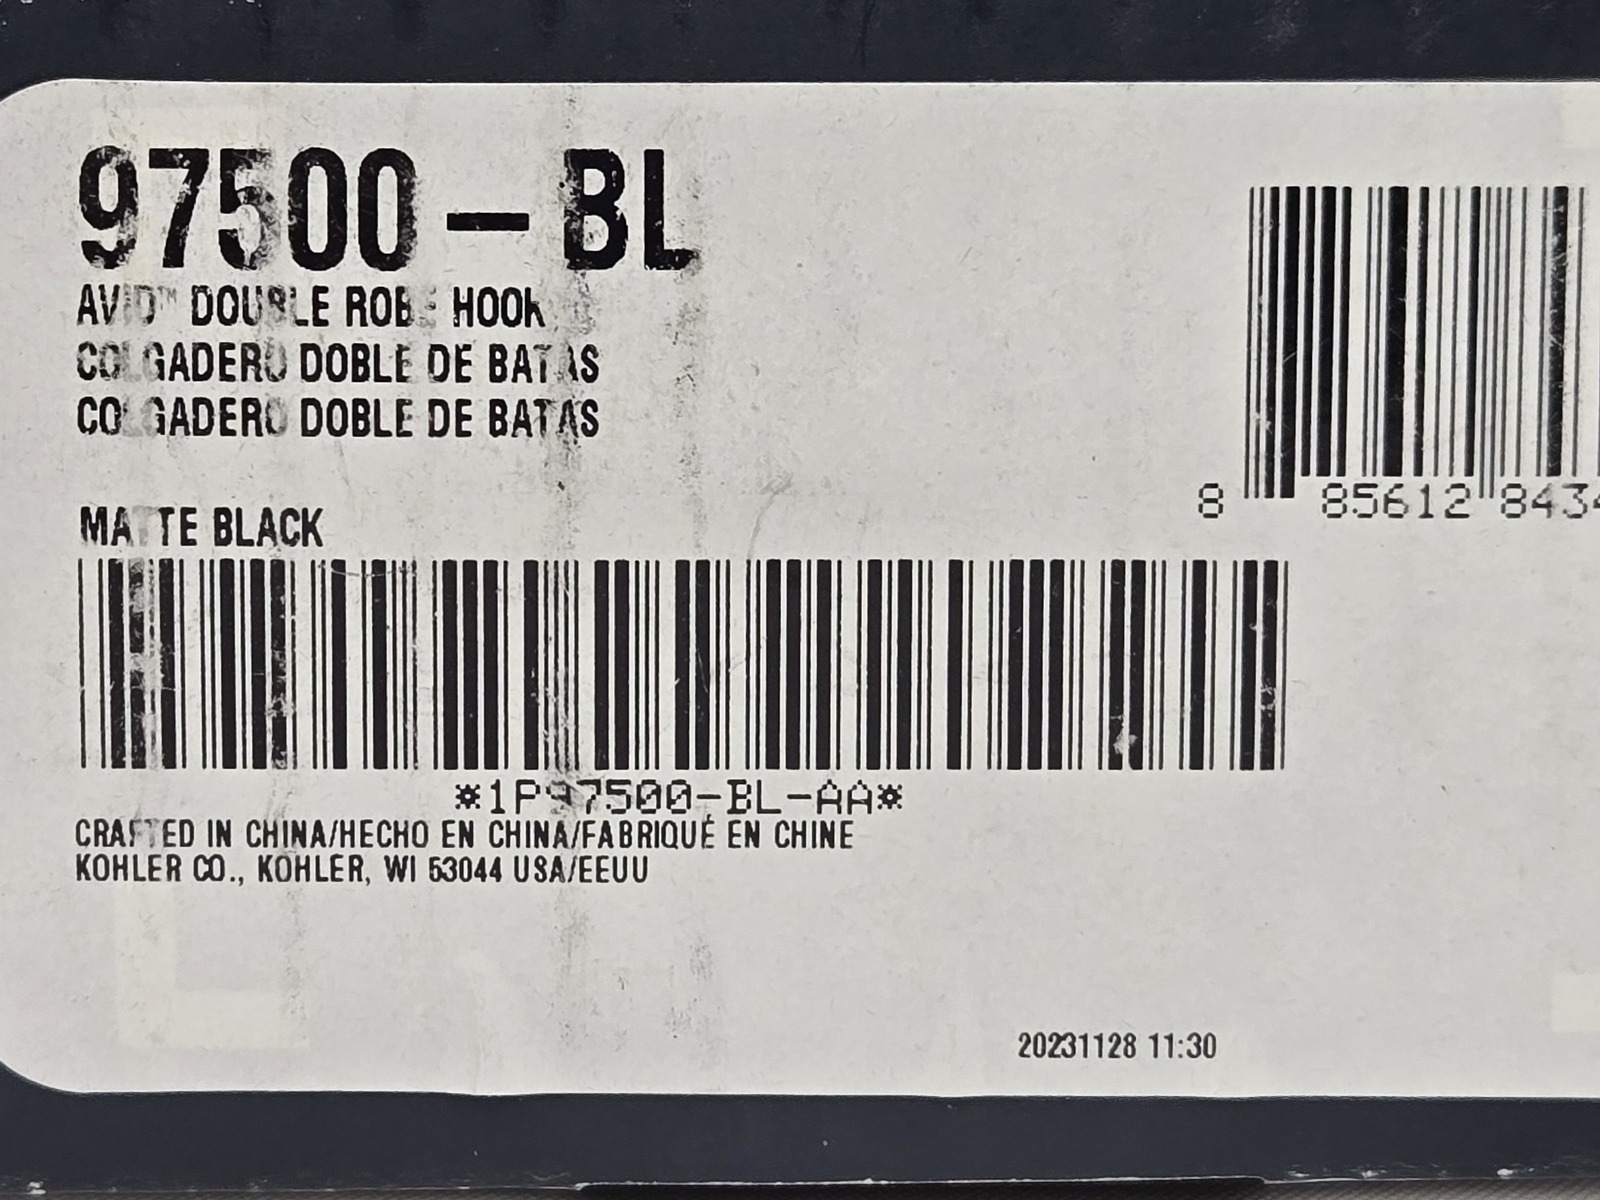 97500-BL
AVID™ DOUBLE ROBE HOOK
COLGADERO DOBLE DE BATAS
COLGADERO DOBLE DE BATAS
MATTE BLACK
8 85612 8434
*1P97500-BL-AA*
CRAFTED IN CHINA/HECHO EN CHINA/FABRIQUÉ EN CHINE
KOHLER CO., KOHLER, WI 53044 USA/EEUU
20231128 11:30